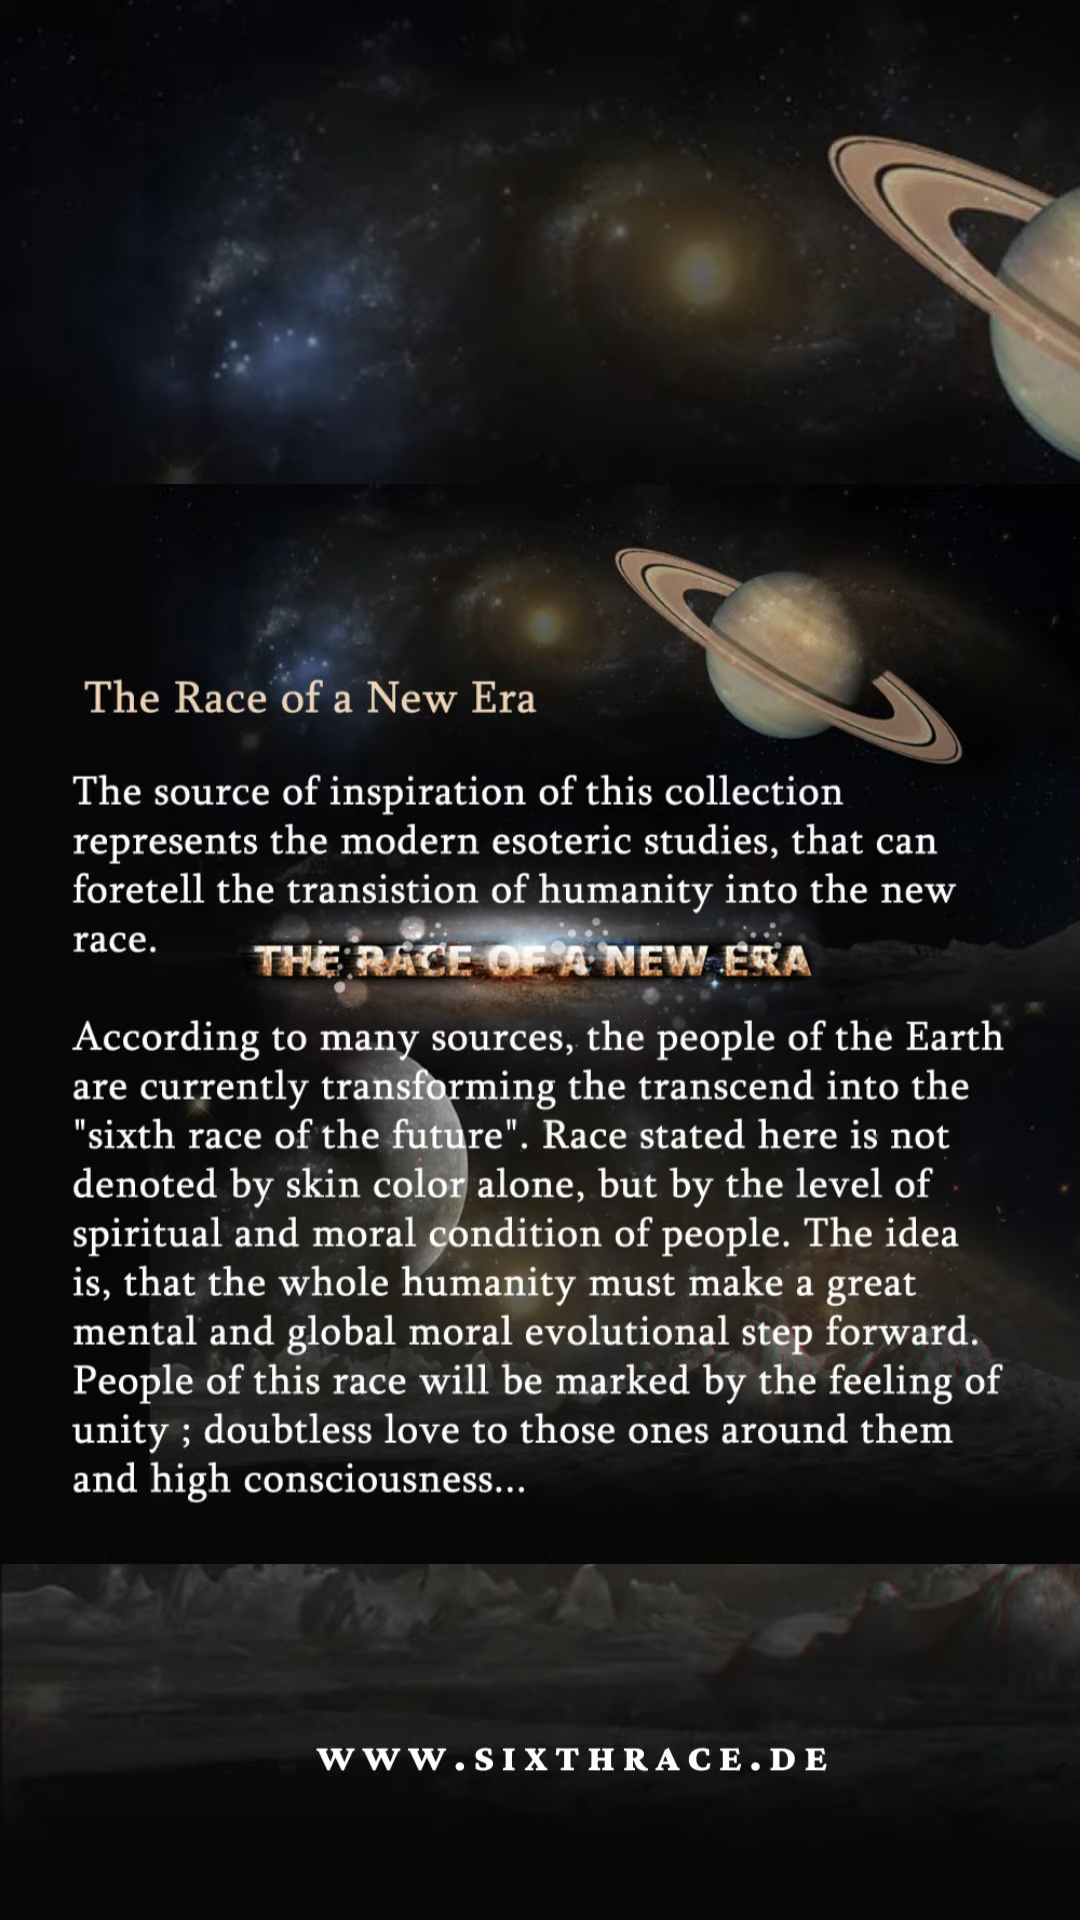 The Race of a New Era
The source of inspiration of this collection
represents the modern esoteric studies, that can
foretell the transistion of humanity into the new
race.
THE RACE OF A NEW ERA
According to many sources, the people of the Earth
are currently transforming the transcend into the
"sixth race of the future". Race stated here is not
denoted by skin color alone, but by the level of
spiritual and moral condition of people. The idea
is, that the whole humanity must make a great
mental and global moral evolutional step forward.
People of this race will be marked by the feeling of
unity ; doubtless love to those ones around them
and high consciousness...
WWW.SIXTHRACE.DE